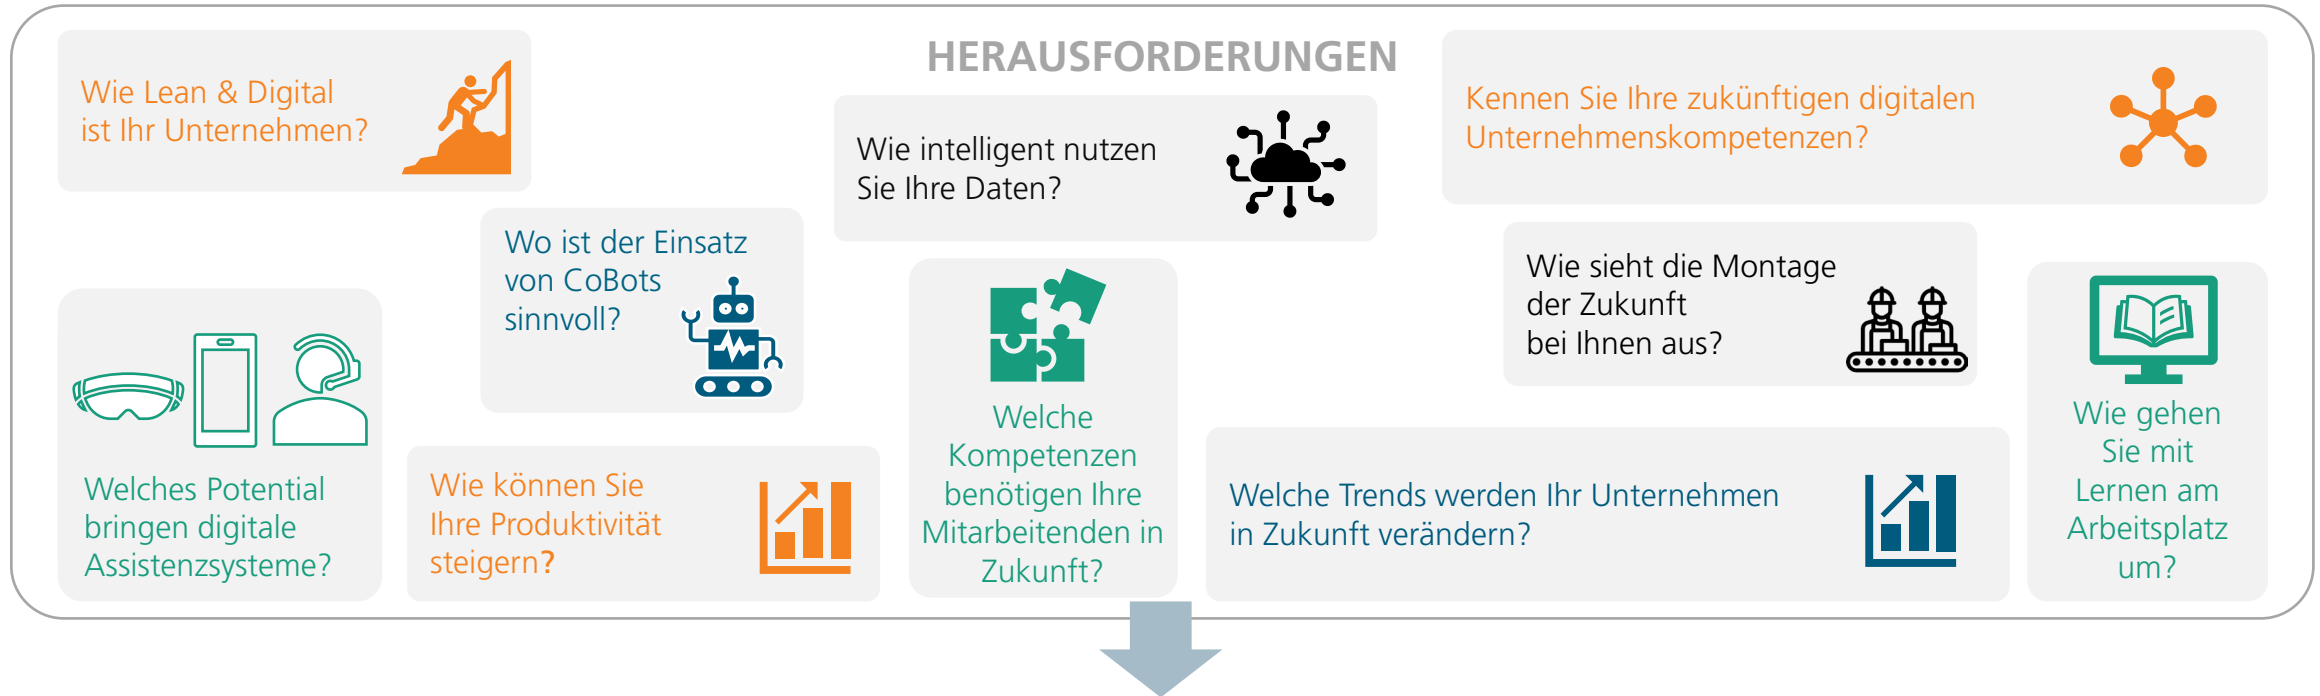 HERAUSFORDERUNGEN
Wie Lean & Digital
ist Ihr Unternehmen?
Wie intelligent nutzen
Sie Ihre Daten?
Kennen Sie Ihre zukünftigen digitalen
Unternehmenskompetenzen?
Wo ist der Einsatz
von CoBots
sinnvoll?
Wie sieht die Montage
der Zukunft
bei Ihnen aus?
Welches Potential
bringen digitale
Assistenzsysteme?
Wie können Sie
Ihre Produktivität
steigern?
Welche
Kompetenzen
benötigen Ihre
Mitarbeitenden in
Zukunft?
Welche Trends werden Ihr Unternehmen
in Zukunft verändern?
Wie gehen
Sie mit
Lernen am
Arbeitsplatz
um?